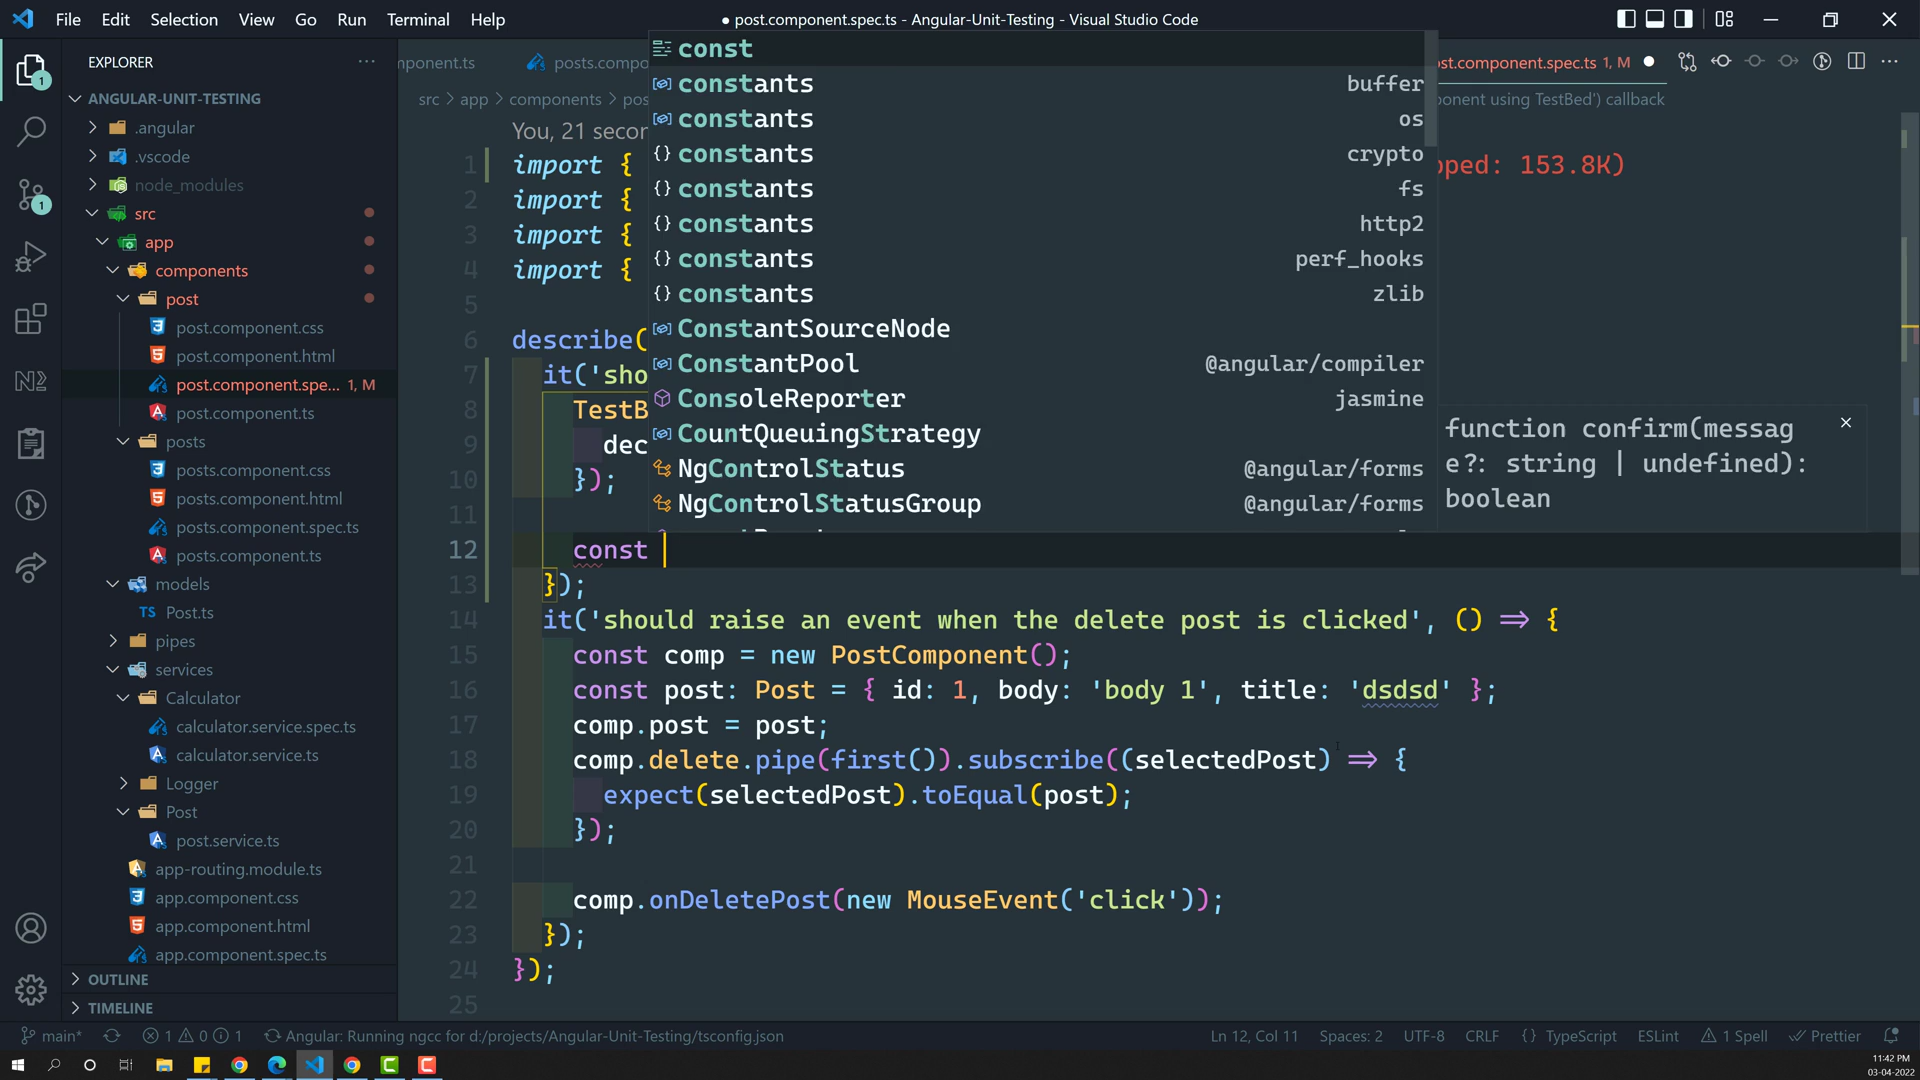 File Edit Selection View Go Run Terminal Help
● post.component.spec.ts - Angular-Unit-Testing - Visual Studio Code
EXPLORER
ANGULAR-UNIT-TESTING
.angular
.vscode
node_modules
src
app
components
post
post.component.css
post.component.html
post.component.spe... 1, M
post.component.ts
posts
posts.component.css
posts.component.html
posts.component.spec.ts
posts.component.ts
models
TS Post.ts
pipes
services
Calculator
calculator.service.spec.ts
calculator.service.ts
Logger
Post
post.service.ts
app-routing.module.ts
app.component.css
app.component.html
app.component.spec.ts
OUTLINE
TIMELINE
mponent.ts posts.compo
st.component.spec.ts 1, M
src > app > components > pos
onent using TestBed') callback
You, 21 secor
const
constants buffer
constants os
constants crypto
constants fs
constants http2
constants perf_hooks
constants zlib
ConstantSourceNode
ConstantPool @angular/compiler
ConsoleReporter jasmine
CountQueuingStrategy
NgControlStatus @angular/forms
NgControlStatusGroup @angular/forms
pped: 153.8K)
function confirm(messag
e?: string | undefined):
boolean
1 import {
2 import {
3 import {
4 import {
5
6 describe(
7 it('sho
8 TestB
9 dec
10 });
11
12 const
13 });
14 it('should raise an event when the delete post is clicked', () => {
15 const comp = new PostComponent();
16 const post: Post = { id: 1, body: 'body 1', title: 'dsdsd' };
17 comp.post = post;
18 comp.delete.pipe(first()).subscribe((selectedPost) => {
19 expect(selectedPost).toEqual(post);
20 });
21
22 comp.onDeletePost(new MouseEvent('click'));
23 });
24 });
25
main* 1 0 1 Angular: Running ngcc for d:/projects/Angular-Unit-Testing/tsconfig.json
Ln 12, Col 11 Spaces: 2 UTF-8 CRLF {} TypeScript ESLint 1 Spell Prettier
11:42 PM
03-04-2022